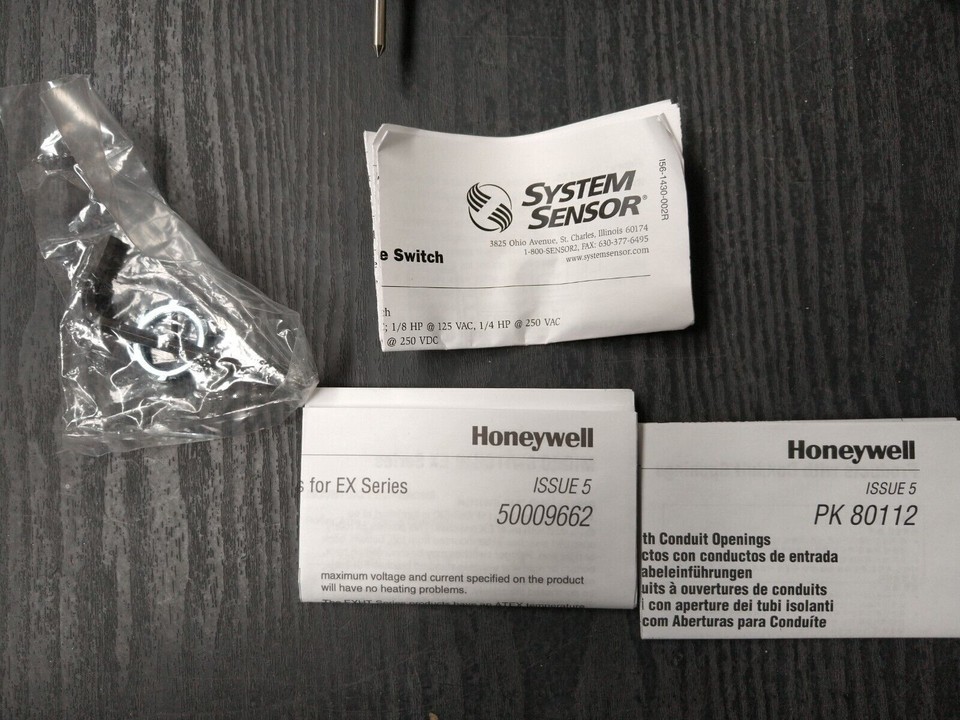 SYSTEM
SENSOR®
I56-1430-002R
3825 Ohio Avenue, St. Charles, Illinois 60174
1-800-SENSOR2, FAX: 630-377-6495
www.systemsensor.com
e Switch
ch
; 1/8 HP @ 125 VAC, 1/4 HP @ 250 VAC
@ 250 VDC
Honeywell
s for EX Series
ISSUE 5
50009662
maximum voltage and current specified on the product
will have no heating problems.
Honeywell
ISSUE 5
PK 80112
th Conduit Openings
ctos con conductos de entrada
abeleinführungen
uits à ouvertures de conduits
i con aperture dei tubi isolanti
com Aberturas para Conduíte